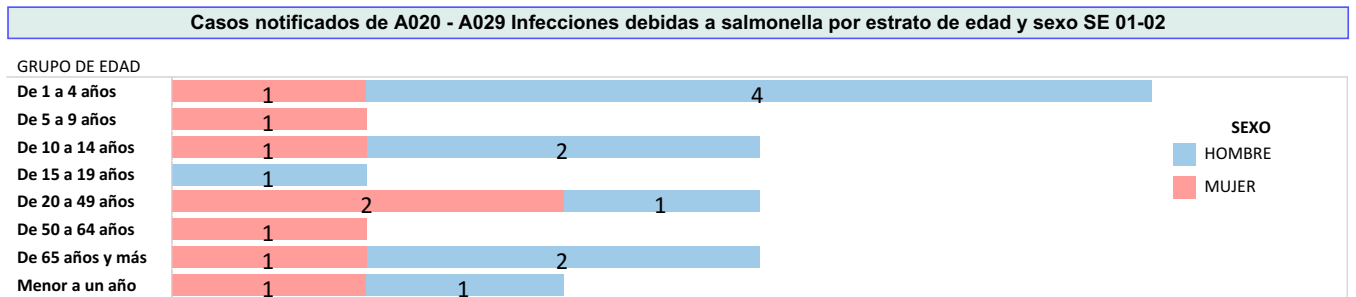 Casos notificados de A020 - A029 Infecciones debidas a salmonella por estrato de edad y sexo SE 01-02
GRUPO DE EDAD
De 1 a 4 años 1 4
De 5 a 9 años 1
De 10 a 14 años 1 2
De 15 a 19 años 1
De 20 a 49 años 2 1
De 50 a 64 años 1
De 65 años y más 1 2
Menor a un año 1 1
SEXO
HOMBRE
MUJER